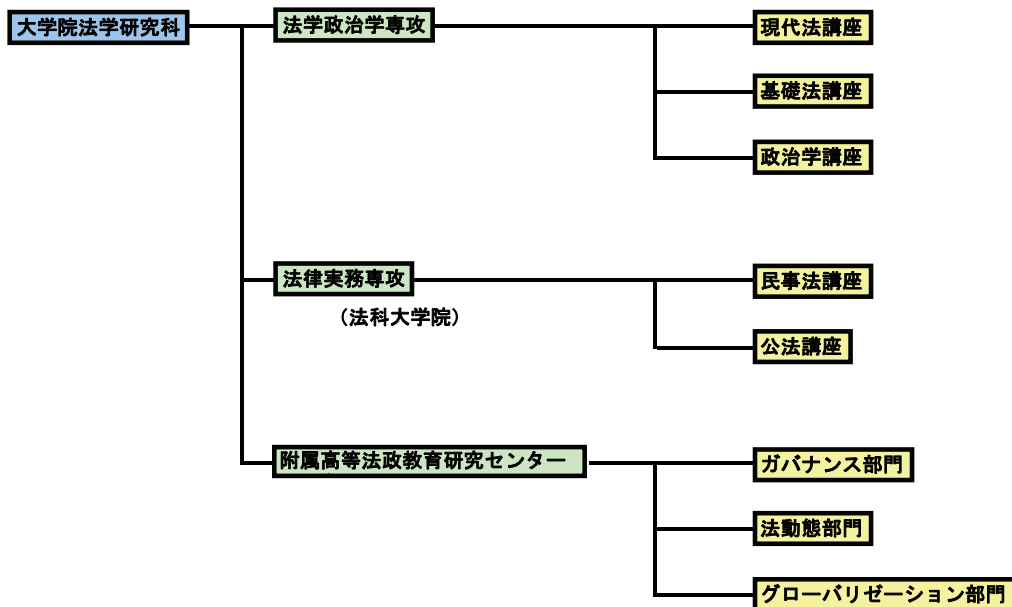 大学院法学研究科
法学政治学専攻
現代法講座
基礎法講座
政治学講座
法律実務専攻
（法科大学院）
民事法講座
公法講座
附属高等法政教育研究センター
ガバナンス部門
法動態部門
グローバリゼーション部門